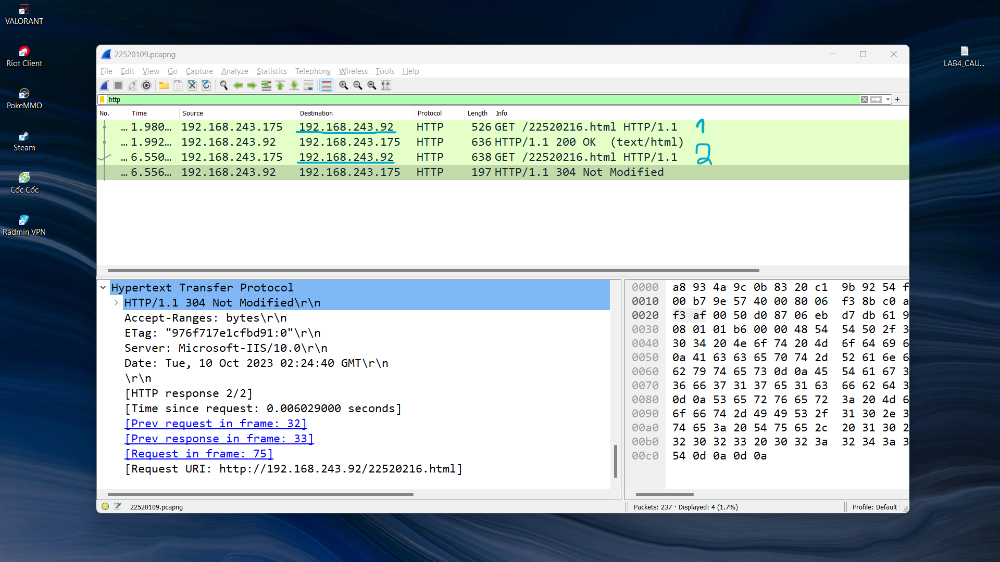 VALORANT
Riot Client
PokeMMO
Steam
Cốc Cốc
Radmin VPN
LAB4_CAU...
22520109.pcapng
File Edit View Go Capture Analyze Statistics Telephony Wireless Tools Help
http
No. Time Source Destination Protocol Length Info
... 1.980... 192.168.243.175 192.168.243.92 HTTP 526 GET /22520216.html HTTP/1.1 1
... 1.992... 192.168.243.92 192.168.243.175 HTTP 636 HTTP/1.1 200 OK (text/html)
... 6.550... 192.168.243.175 192.168.243.92 HTTP 638 GET /22520216.html HTTP/1.1 2
... 6.556... 192.168.243.92 192.168.243.175 HTTP 197 HTTP/1.1 304 Not Modified
Hypertext Transfer Protocol
HTTP/1.1 304 Not Modified\r\n
Accept-Ranges: bytes\r\n
ETag: "976f717e1cfbd91:0"\r\n
Server: Microsoft-IIS/10.0\r\n
Date: Tue, 10 Oct 2023 02:24:40 GMT\r\n
\r\n
[HTTP response 2/2]
[Time since request: 0.006029000 seconds]
[Prev request in frame: 32]
[Prev response in frame: 33]
[Request in frame: 75]
[Request URI: http://192.168.243.92/22520216.html]
0000 a8 93 4a 9c 0b 83 20 c1 9b 92 54 f
0010 00 b7 9e 57 40 00 80 06 f3 8b c0 a
0020 f3 af 00 50 d0 87 06 eb d7 db 61 9
0030 08 01 01 b6 00 00 48 54 54 50 2f 3
0040 30 34 20 4e 6f 74 20 4d 6f 64 69 6
0050 0a 41 63 63 65 70 74 2d 52 61 6e 6
0060 62 79 74 65 73 0d 0a 45 54 61 67 3
0070 36 66 37 31 37 65 31 63 66 62 64 3
0080 0d 0a 53 65 72 76 65 72 3a 20 4d 6
0090 6f 66 74 2d 49 49 53 2f 31 30 2e 3
00a0 74 65 3a 20 54 75 65 2c 20 31 30 2
00b0 32 30 32 33 20 30 32 3a 32 34 3a 3
00c0 54 0d 0a 0d 0a
22520109.pcapng
Packets: 237 · Displayed: 4 (1.7%)
Profile: Default